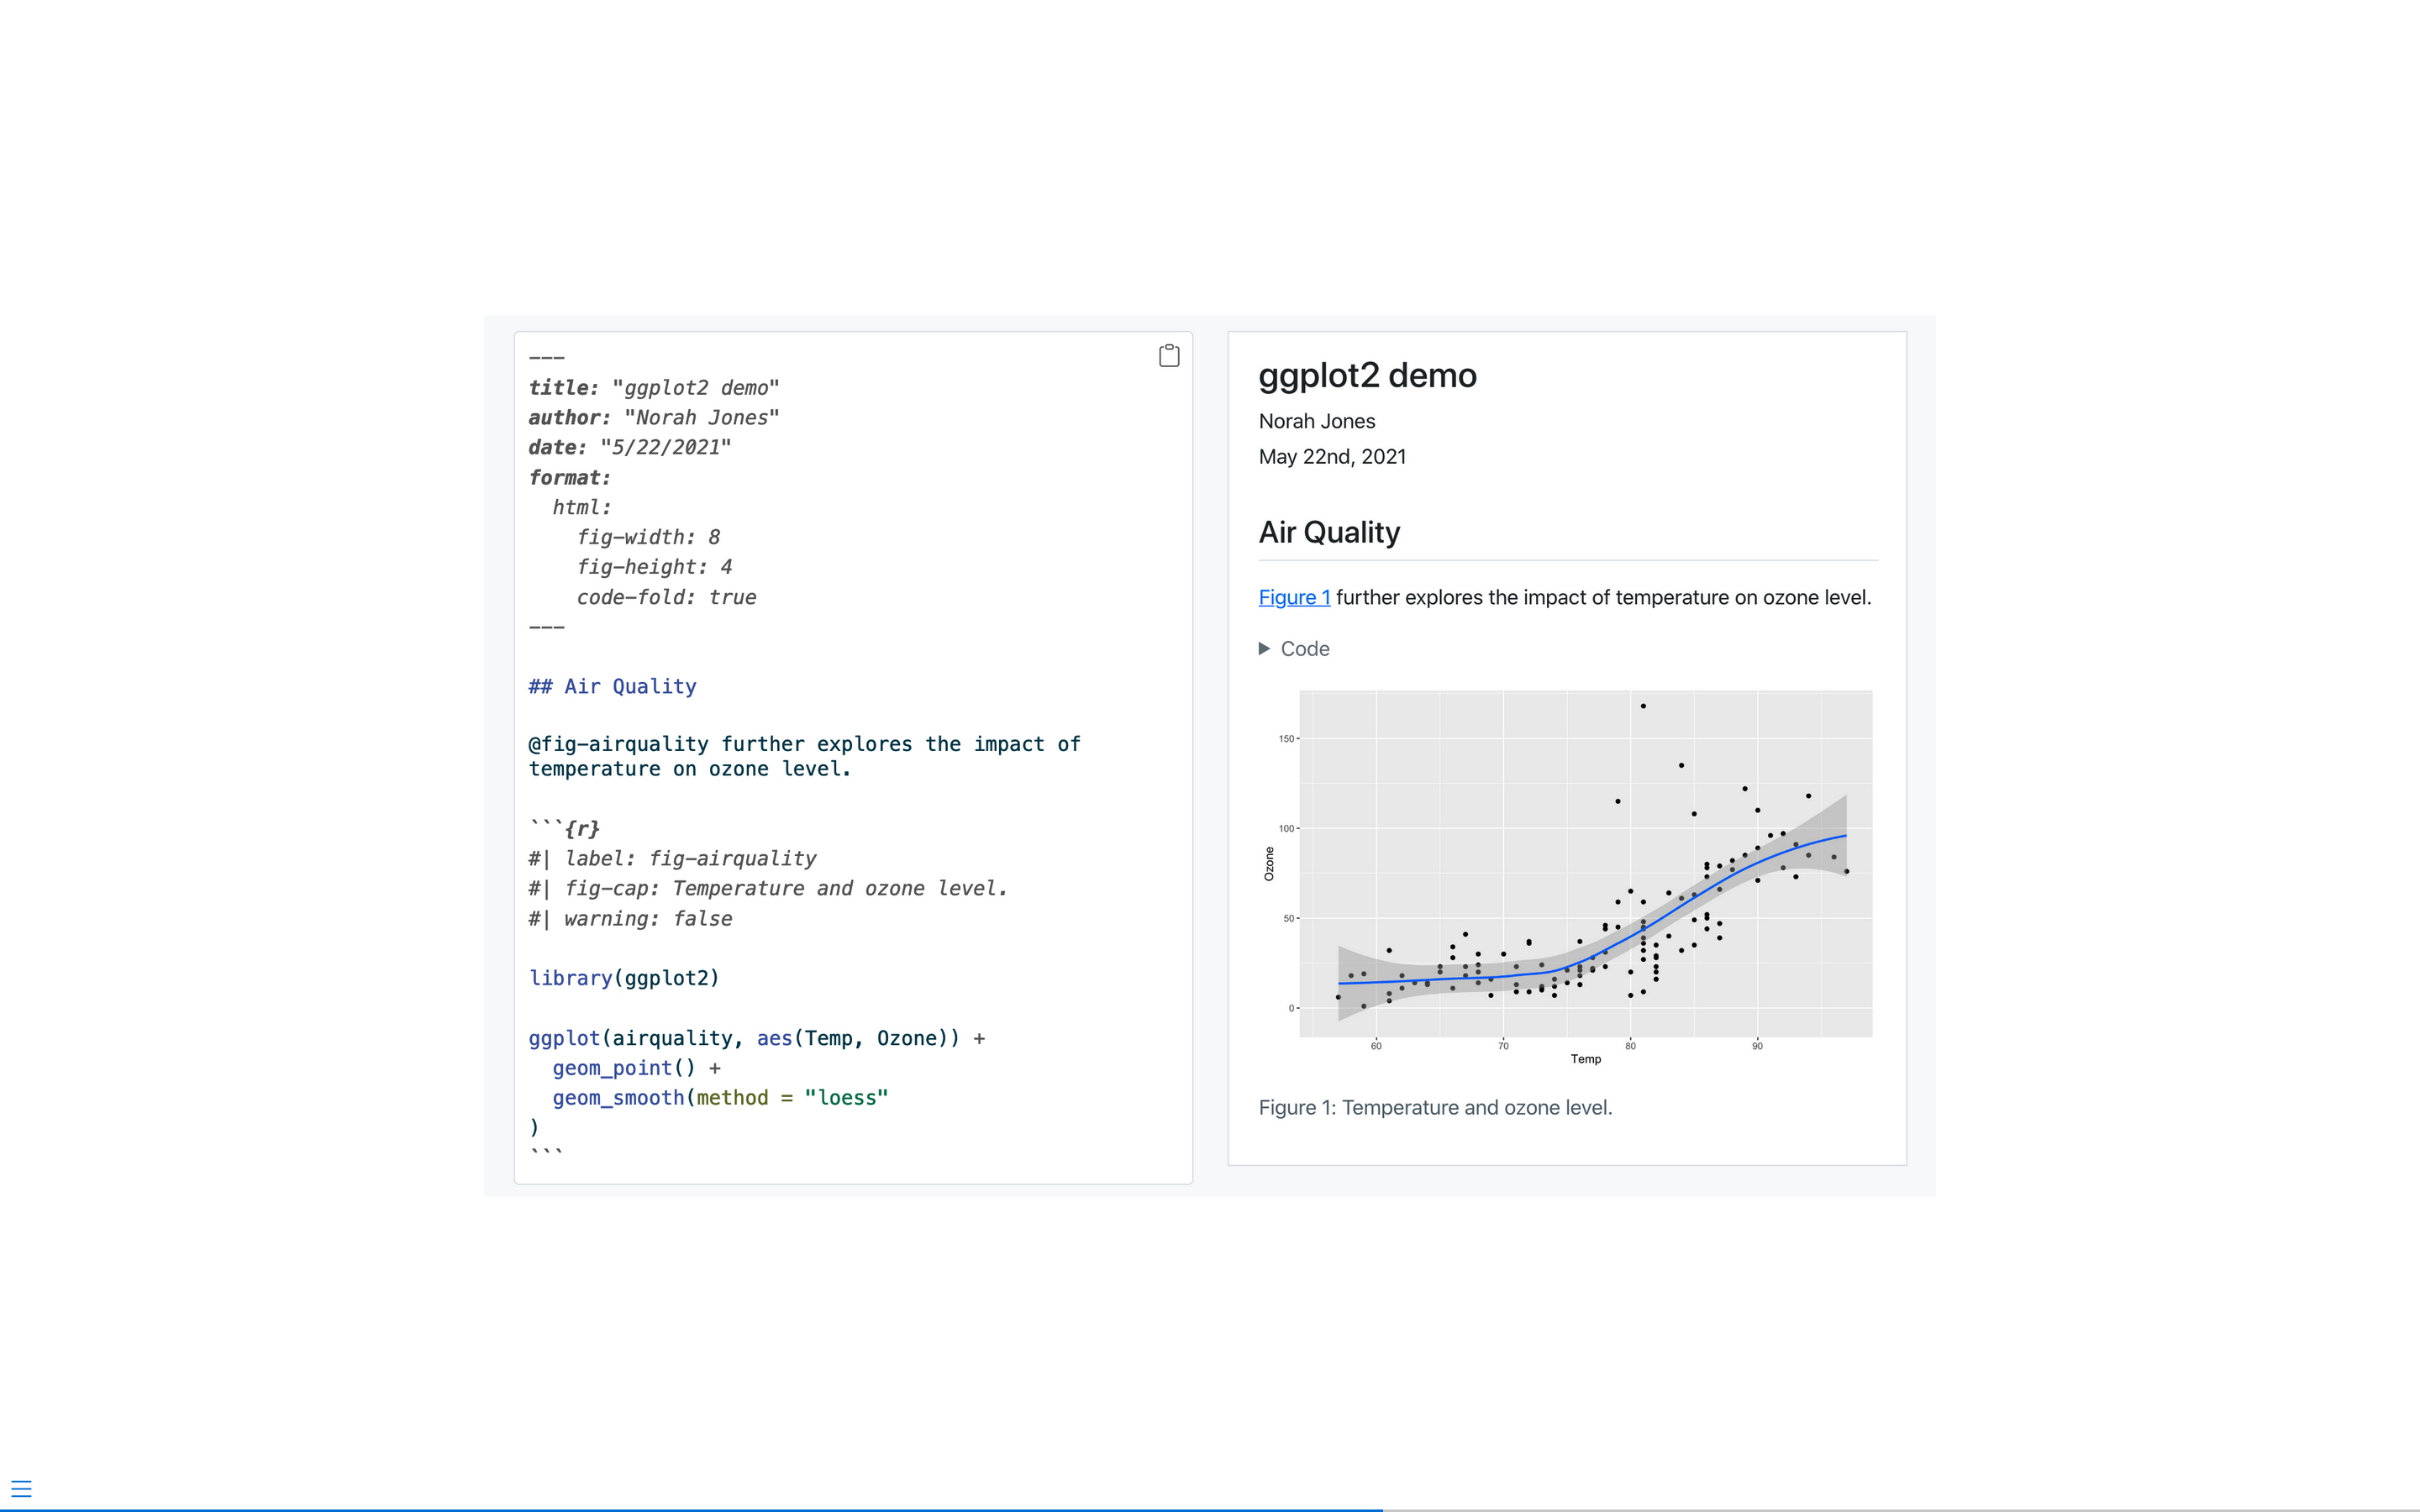 ---
title: "ggplot2 demo"
author: "Norah Jones"
date: "5/22/2021"
format:
  html:
    fig-width: 8
    fig-height: 4
    code-fold: true
---
## Air Quality
@fig-airquality further explores the impact of
temperature on ozone level.
```{r}
#| label: fig-airquality
#| fig-cap: Temperature and ozone level.
#| warning: false
library(ggplot2)
ggplot(airquality, aes(Temp, Ozone)) +
  geom_point() +
  geom_smooth(method = "loess"
)
```
ggplot2 demo
Norah Jones
May 22nd, 2021
Air Quality
Figure 1 further explores the impact of temperature on ozone level.
Code
150
100
50
0
Ozone
60 70 80 90
Temp
Figure 1: Temperature and ozone level.